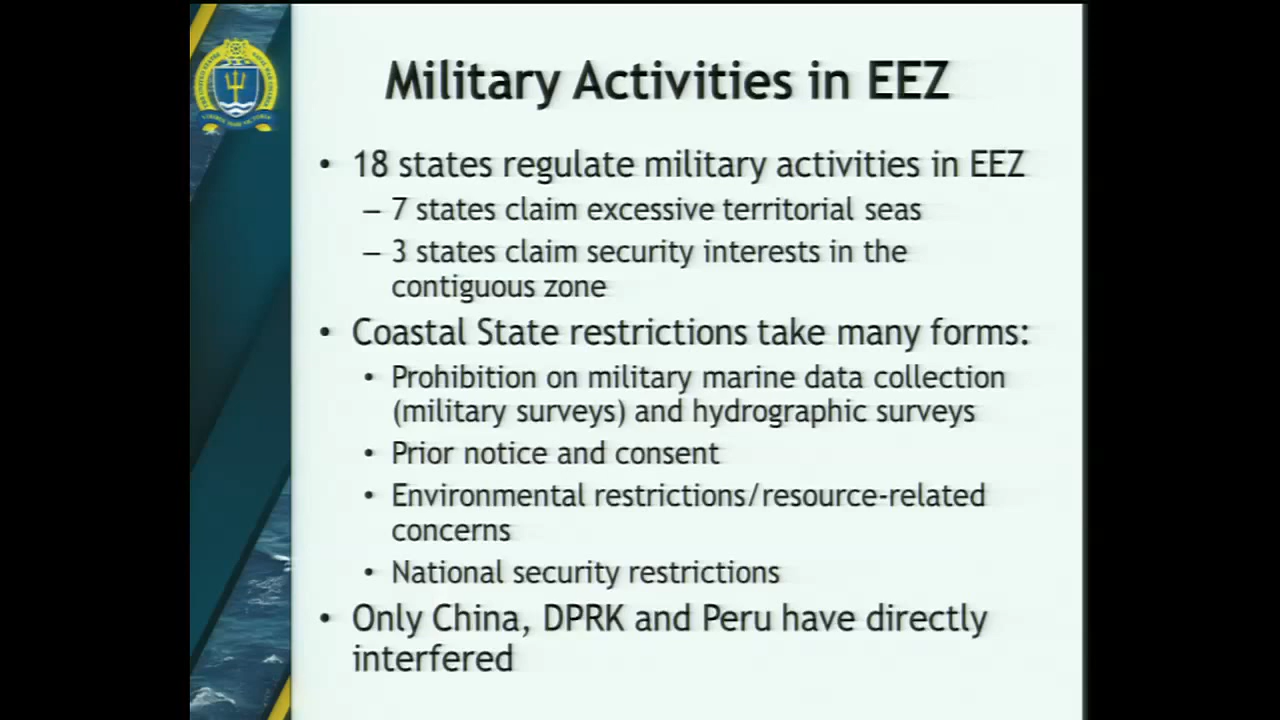 Military Activities in EEZ
• 18 states regulate military activities in EEZ
– 7 states claim excessive territorial seas
– 3 states claim security interests in the
contiguous zone
• Coastal State restrictions take many forms:
• Prohibition on military marine data collection
(military surveys) and hydrographic surveys
• Prior notice and consent
• Environmental restrictions/resource-related
concerns
• National security restrictions
• Only China, DPRK and Peru have directly
interfered